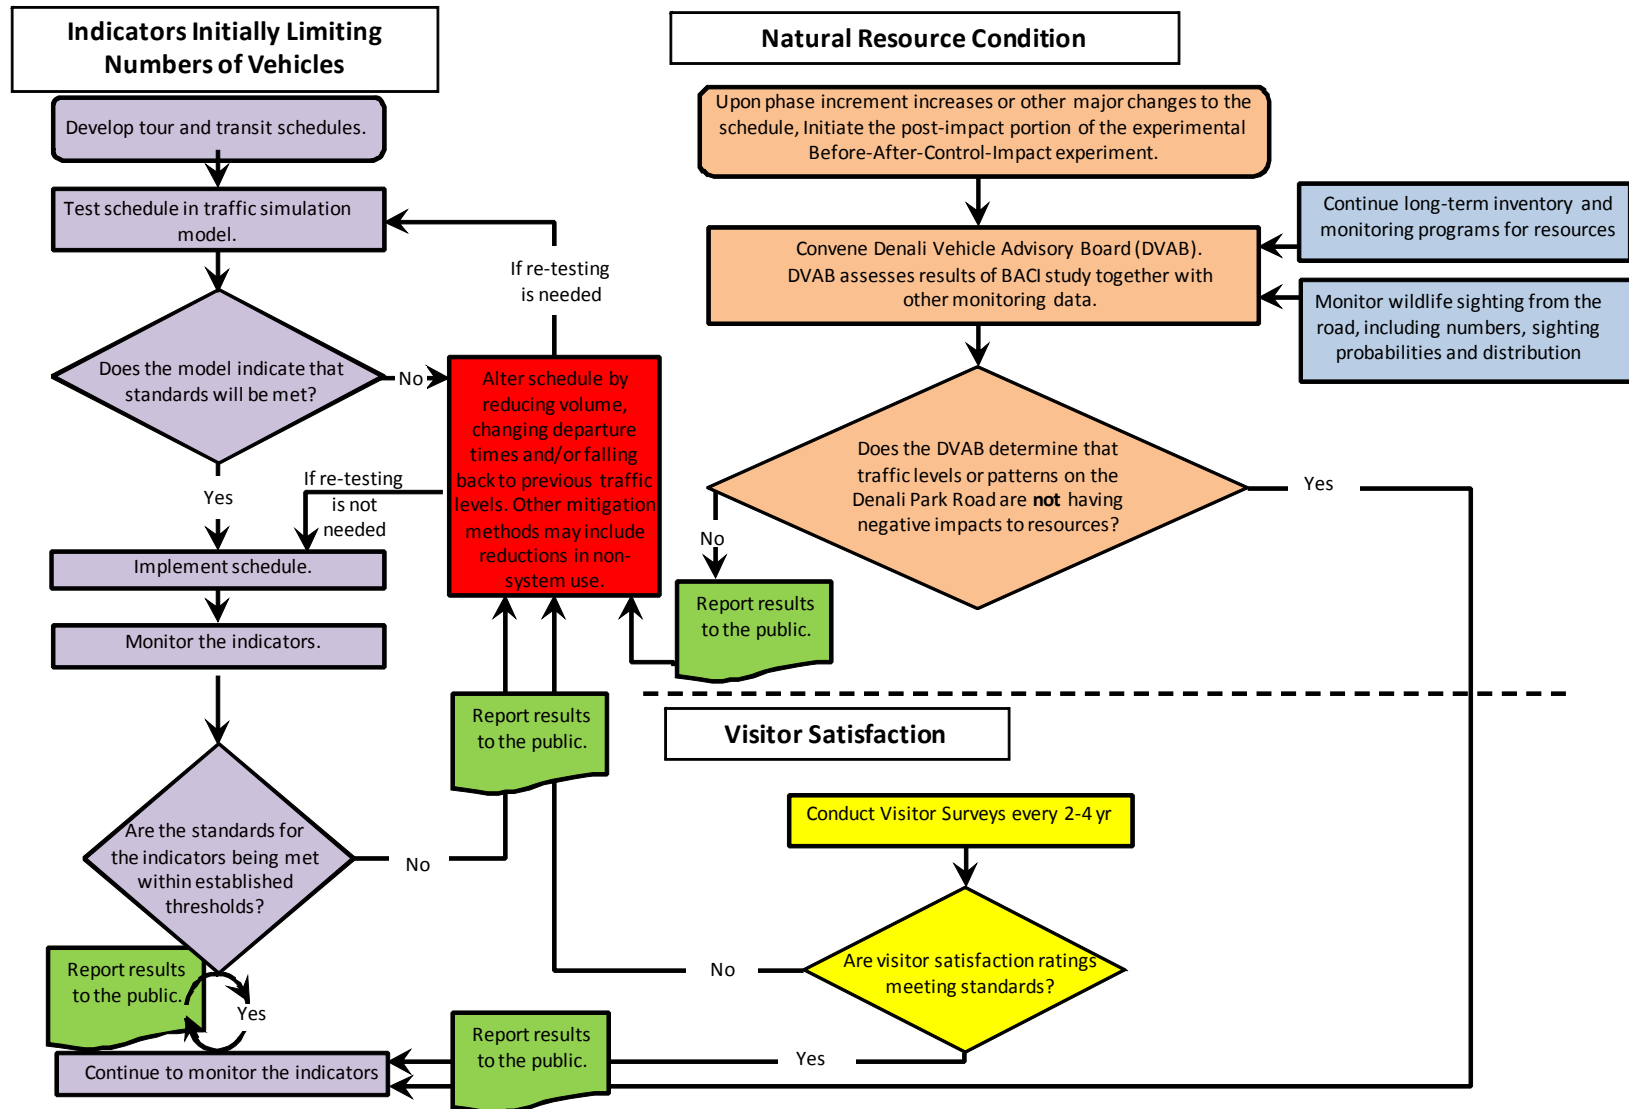 Indicators Initially Limiting
Numbers of Vehicles
Develop tour and transit schedules.
Test schedule in traffic simulation
model.
If re-testing
is needed
Does the model indicate that
standards will be met?
No
Yes
If re-testing
is not
needed
Alter schedule by
reducing volume,
changing departure
times and/or falling
back to previous traffic
levels. Other mitigation
methods may include
reductions in non-
system use.
Implement schedule.
Monitor the indicators.
Are the standards for
the indicators being met
within established
thresholds?
No
Report results
to the public.
Report results
to the public.
Yes
Continue to monitor the indicators
Natural Resource Condition
Upon phase increment increases or other major changes to
the schedule, Initiate the post-impact portion of the experimental
Before-After-Control-Impact experiment.
Continue long-term inventory and
monitoring programs for resources
Convene Denali Vehicle Advisory Board (DVAB).
DVAB assesses results of BACI study together with
other monitoring data.
Monitor wildlife sighting from the
road, including numbers, sighting
probabilities and distribution
Does the DVAB determine that
traffic levels or patterns on the
Denali Park Road are not having
negative impacts to resources?
Yes
No
Report results
to the public.
Visitor Satisfaction
Conduct Visitor Surveys every 2-4 yr
Are visitor satisfaction ratings
meeting standards?
No
Yes
Report results
to the public.